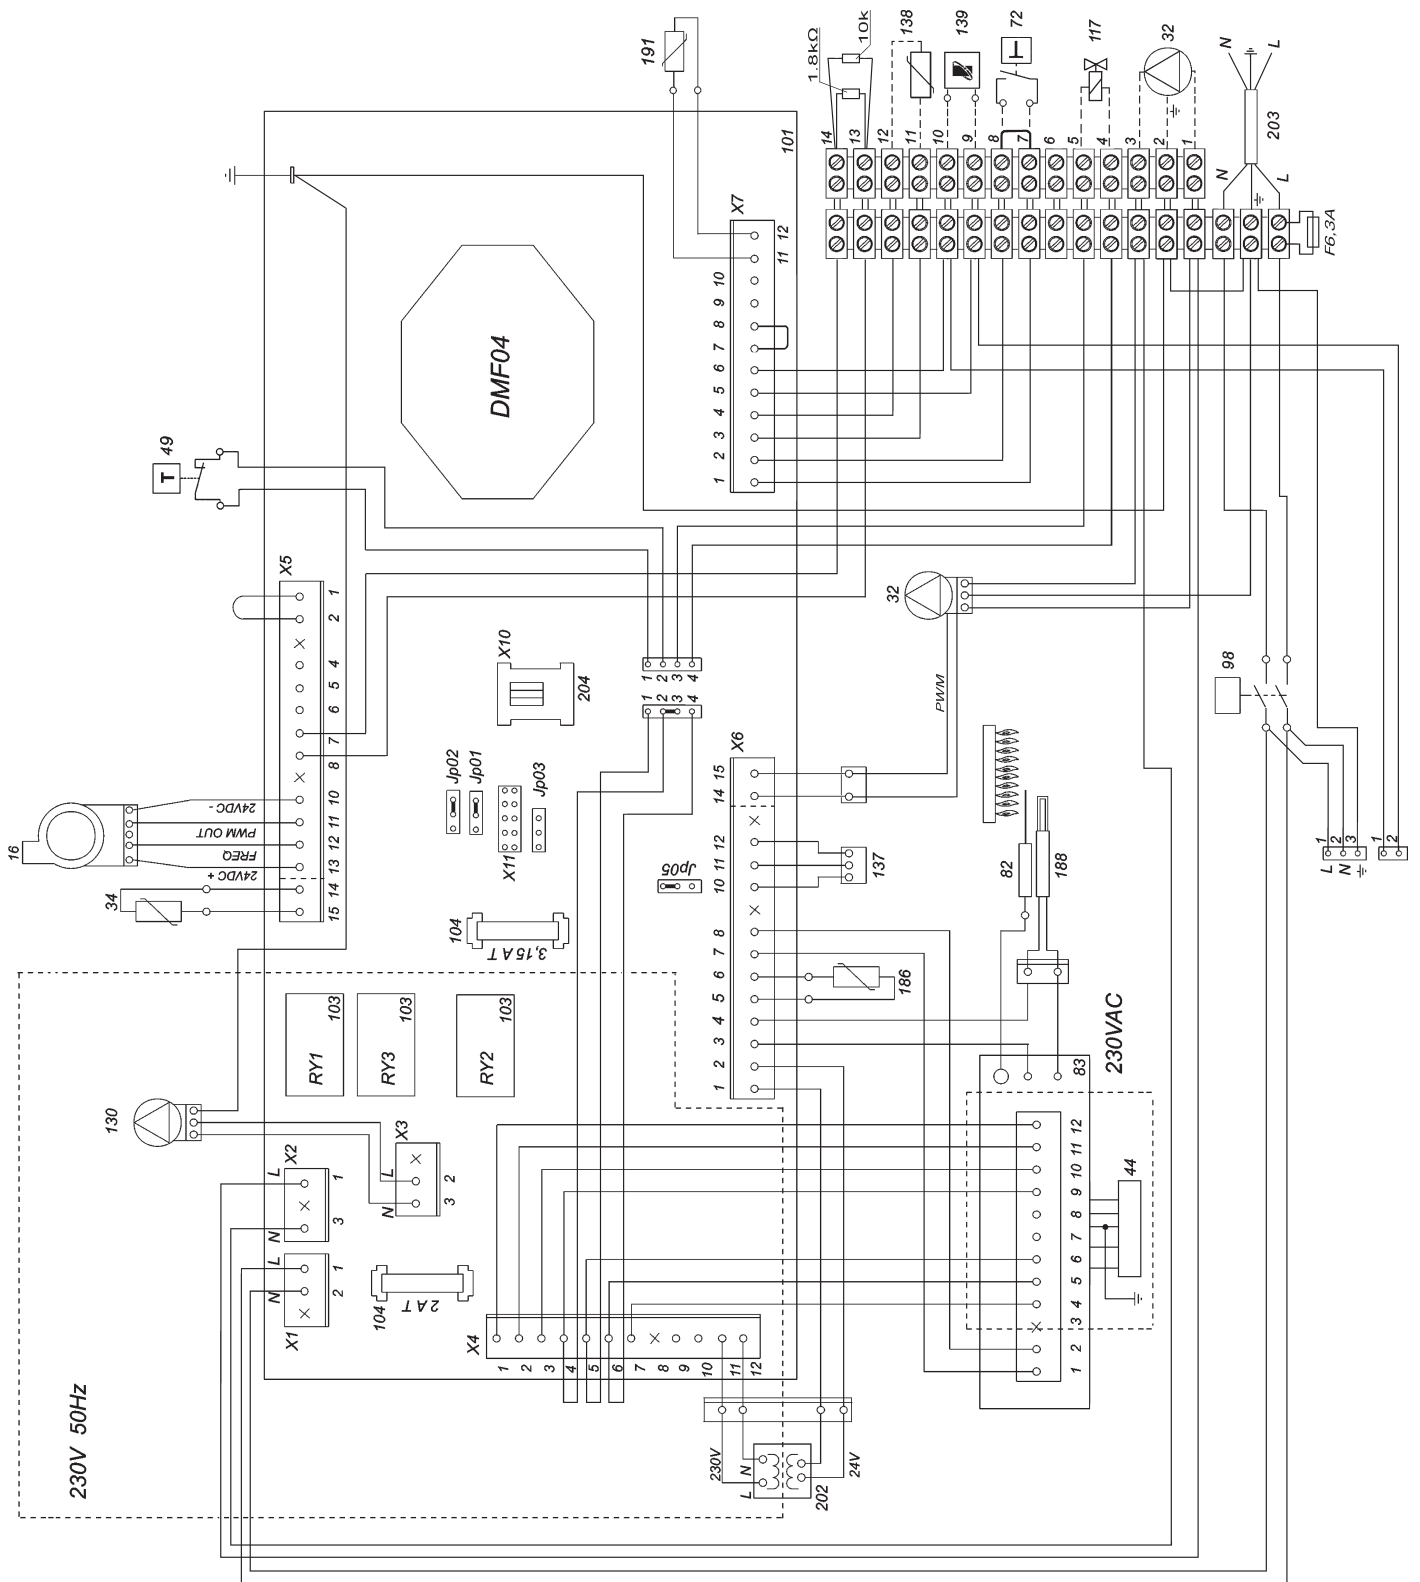 191
1.8kΩ
10k
138
139
72
117
32
N
L
203
N
L
F6,3A
14
13
12
11
10
9
8
7
6
5
4
3
2
1
101
X7
12
11
10
9
8
7
6
5
4
3
2
1
DMF04
49
T
X5
1
2
4
5
6
7
8
10
11
12
13
14
15
16
24VDC -
PWM OUT
FREQ
24VDC +
34
X10
204
Jp02
Jp01
X11
Jp03
1
2
3
4
1
2
3
4
32
PWM
98
1
2
3
L
N
1
2
X6
15
14
12
11
10
8
7
6
5
4
3
2
1
Jp05
137
186
82
188
104
3,15 A T
RY1
103
RY3
103
RY2
103
130
X2
L
N
1
3
X3
L
N
2
3
X1
L
N
1
2
104
2 A T
X4
1
2
3
4
5
6
7
8
9
10
11
12
230VAC
83
12
11
10
9
8
7
6
5
4
3
2
1
44
230V
L
N
24V
202
230V 50Hz